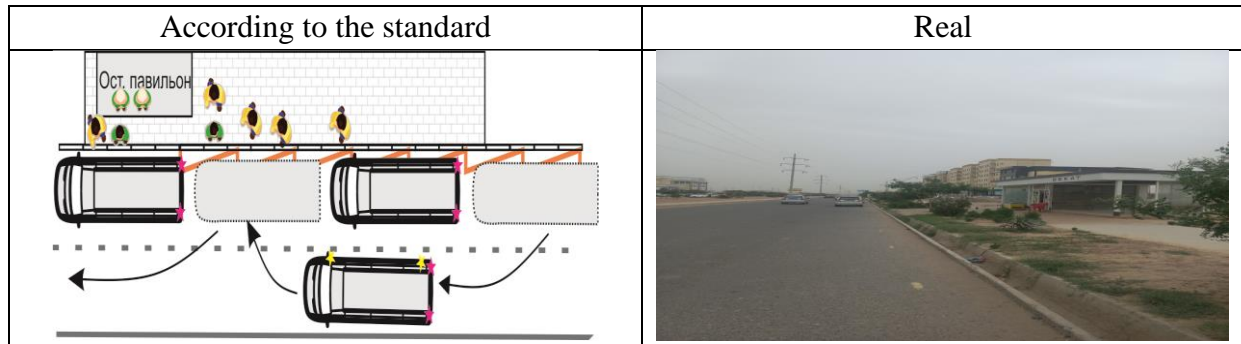 According to the standard
Real
Ост. павильон